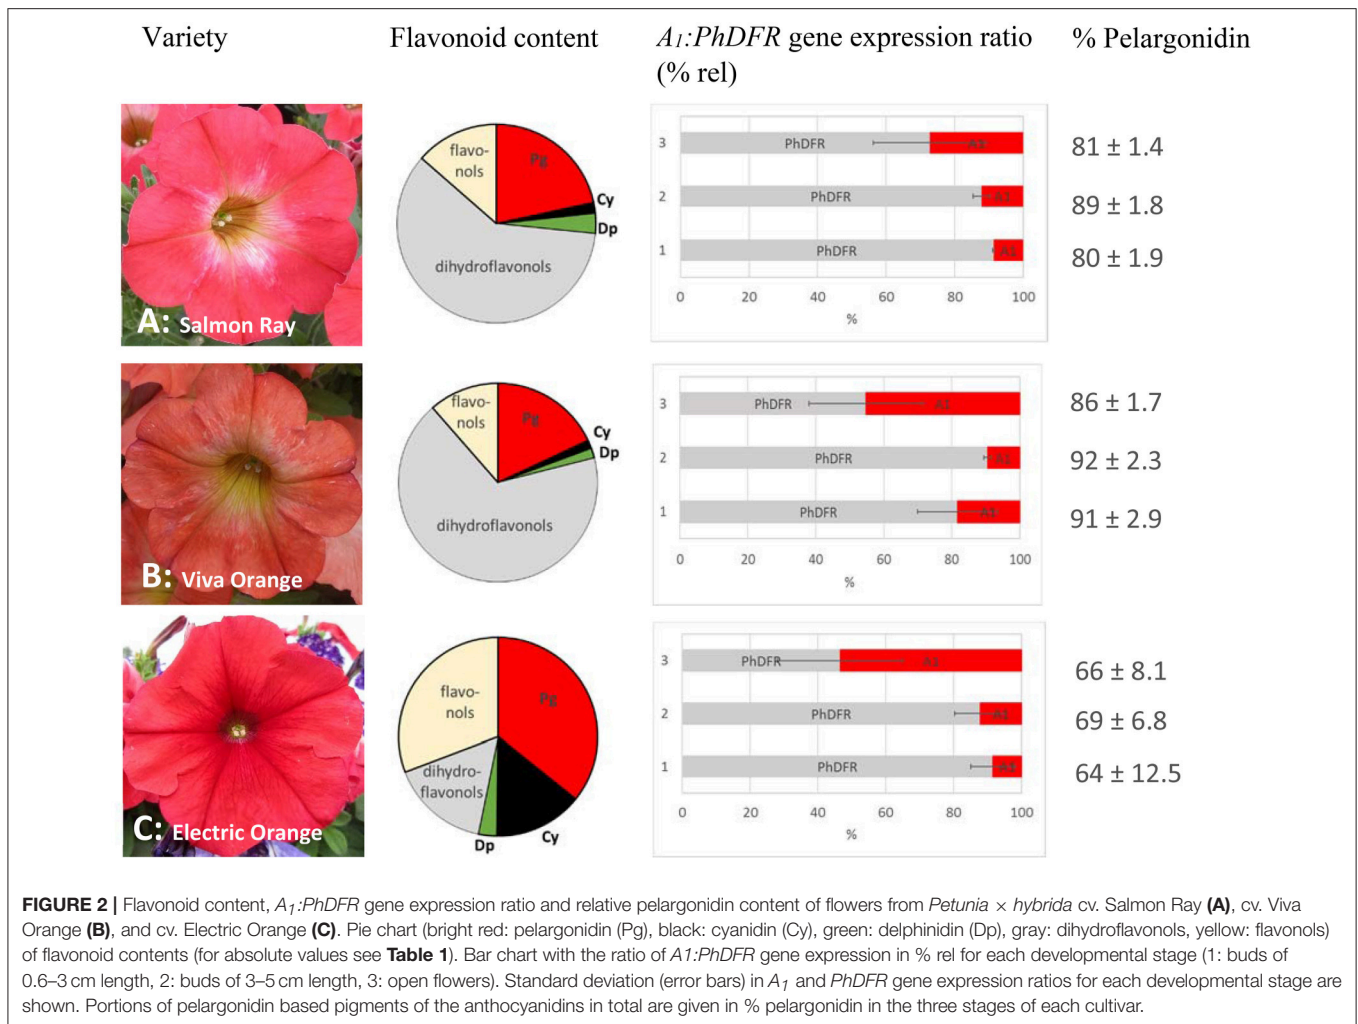 Variety
Flavonoid content
A1:PhDFR gene expression ratio
(% rel)
% Pelargonidin
flavo-
nols
Pg
Cy
Dp
dihydroflavonols
A: Salmon Ray
3
PhDFR
A1
2
PhDFR
A1
1
PhDFR
A1
0 20 40 60 80 100
%
81 ± 1.4
89 ± 1.8
80 ± 1.9
flavo-
nols
Pg
Cy
Dp
dihydroflavonols
B: Viva Orange
3
PhDFR
A1
2
PhDFR
A1
1
PhDFR
A1
0 20 40 60 80 100
%
86 ± 1.7
92 ± 2.3
91 ± 2.9
flavo-
nols
Pg
dihydro-
flavonols
Dp
Cy
C: Electric Orange
3
PhDFR
A1
2
PhDFR
A1
1
PhDFR
A1
0 20 40 60 80 100
%
66 ± 8.1
69 ± 6.8
64 ± 12.5
FIGURE 2 | Flavonoid content, A1:PhDFR gene expression ratio and relative pelargonidin content of flowers from Petunia × hybrida cv. Salmon Ray (A), cv. Viva
Orange (B), and cv. Electric Orange (C). Pie chart (bright red: pelargonidin (Pg), black: cyanidin (Cy), green: delphinidin (Dp), gray: dihydroflavonols, yellow: flavonols)
of flavonoid contents (for absolute values see Table 1). Bar chart with the ratio of A1:PhDFR gene expression in % rel for each developmental stage (1: buds of
0.6–3 cm length, 2: buds of 3–5 cm length, 3: open flowers). Standard deviation (error bars) in A1 and PhDFR gene expression ratios for each developmental stage are
shown. Portions of pelargonidin based pigments of the anthocyanidins in total are given in % pelargonidin in the three stages of each cultivar.